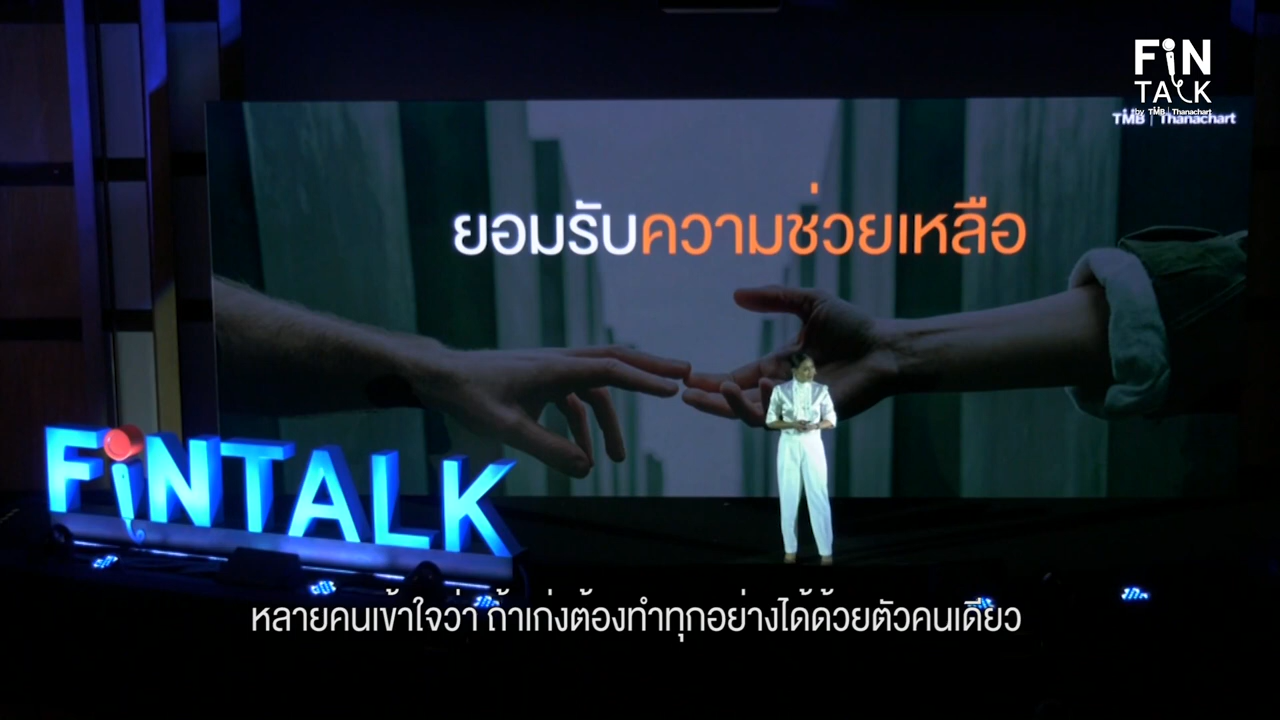 FiN
TALK
by TMB | Thanachart
TMB | Thanachart
ยอมรับความช่วยเหลือ
FiNTALK
หลายคนเข้าใจว่า ถ้าเก่งต้องทำทุกอย่างได้ด้วยตัวคนเดียว